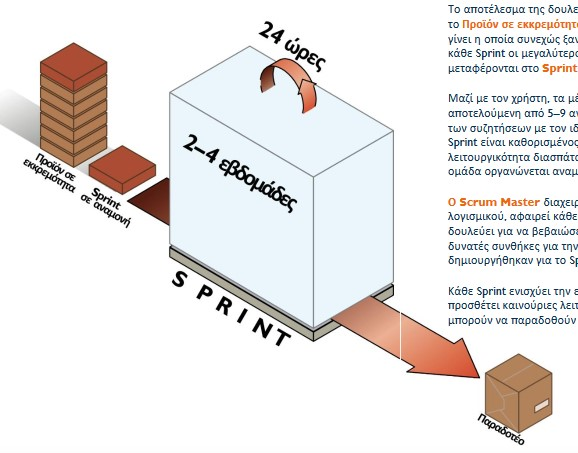 24 ώρες
2–4 εβδομάδες
Προϊόν σε
εκκρεμότητα
Sprint
σε αναμονή
SPRINT
Παραδοτέο
Το αποτέλεσμα της δουλε
το Προϊόν σε εκκρεμότητ
γίνει η οποία συνεχώς ξαν
κάθε Sprint οι μεγαλύτερ
μεταφέρονται στο Sprint
Μαζί με τον χρήστη, τα μέ
αποτελούμενη από 5–9 αν
των συζητήσεων με τον ιδ
Sprint είναι καθορισμένος
λειτουργικότητα διασπάτα
ομάδα οργανώνεται αναμ
Ο Scrum Master διαχειρ
λογισμικού, αφαιρεί κάθε
δουλεύει για να βεβαιώσε
δυνατές συνθήκες για την
δημιουργήθηκαν για το Sp
Κάθε Sprint ενισχύει την ε
προσθέτει καινούριες λειτ
μπορούν να παραδοθούν